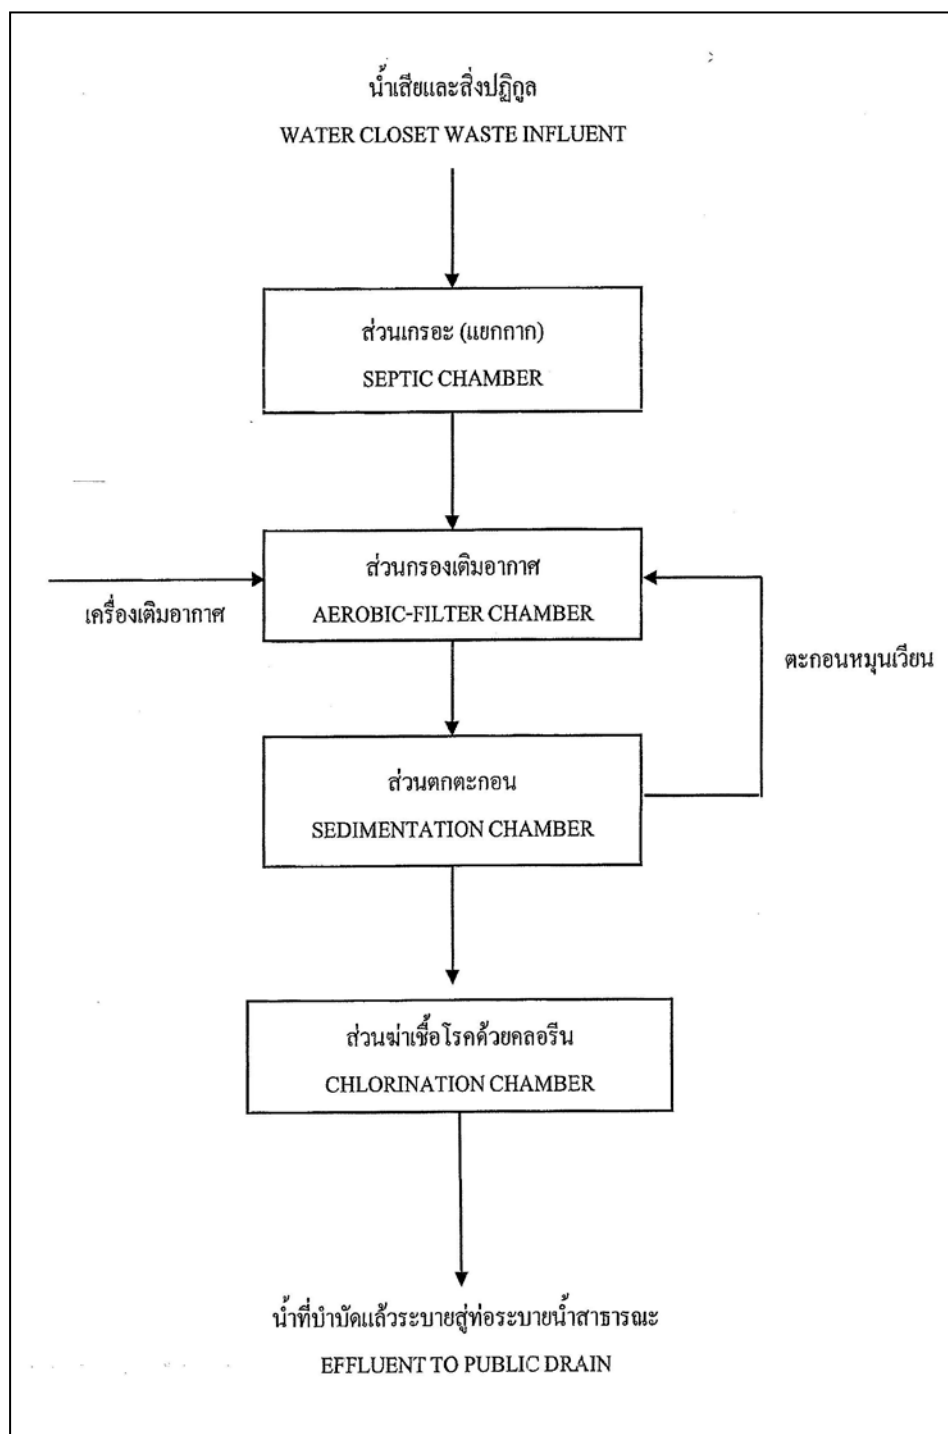 น้ำเสียและสิ่งปฏิกูล
WATER CLOSET WASTE INFLUENT
ส่วนเกรอะ (แยกกาก)
SEPTIC CHAMBER
ส่วนกรองเติมอากาศ
AEROBIC-FILTER CHAMBER
เครื่องเติมอากาศ
ตะกอนหมุนเวียน
ส่วนตกตะกอน
SEDIMENTATION CHAMBER
ส่วนฆ่าเชื้อโรคด้วยคลอรีน
CHLORINATION CHAMBER
น้ำที่บำบัดแล้วระบายสู่ท่อระบายน้ำสาธารณะ
EFFLUENT TO PUBLIC DRAIN